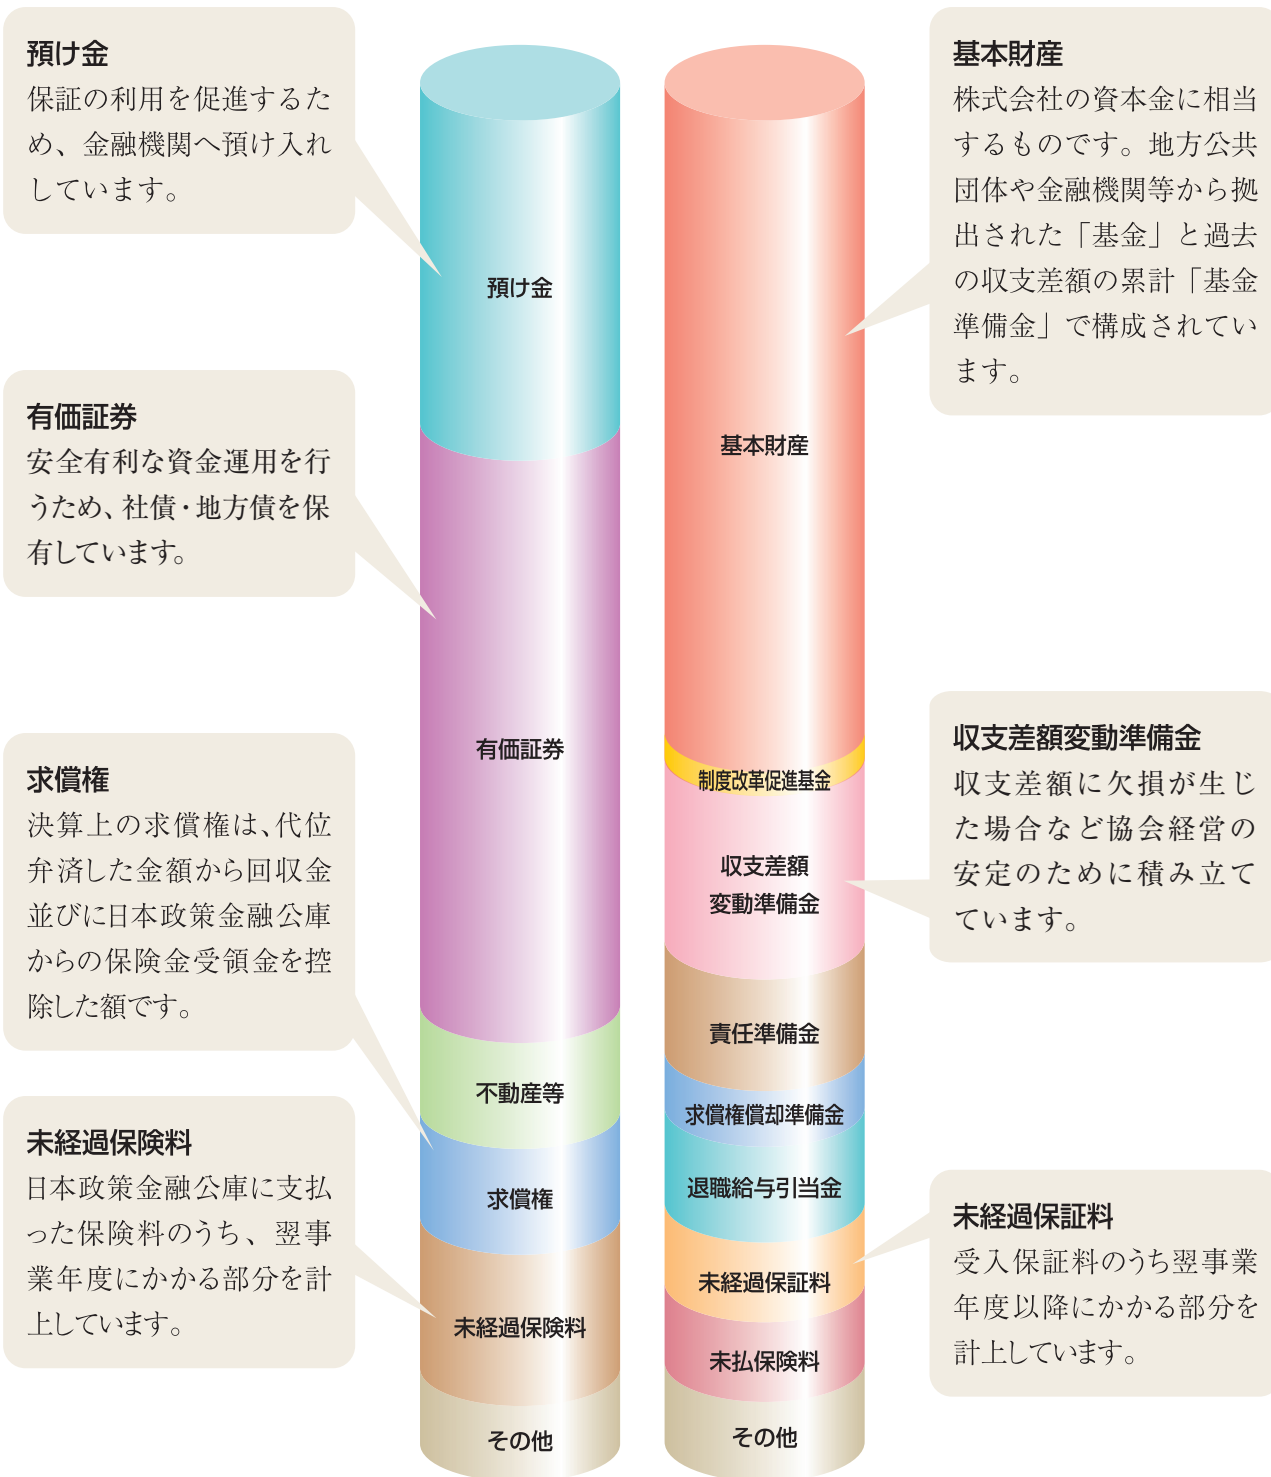 預け金
保証の利用を促進するた
め、金融機関へ預け入れ
しています。
有価証券
安全有利な資金運用を行
うため、社債・地方債を保
有しています。
求償権
決算上の求償権は、代位
弁済した金額から回収金
並びに日本政策金融公庫
からの保険金受領金を控
除した額です。
未経過保険料
日本政策金融公庫に支払
った保険料のうち、翌事
業年度にかかる部分を計
上しています。
預け金
有価証券
不動産等
求償権
未経過保険料
その他
基本財産
制度改革促進基金
収支差額
変動準備金
責任準備金
求償権償却準備金
退職給与引当金
未経過保証料
未払保険料
その他
基本財産
株式会社の資本金に相当
するものです。地方公共
団体や金融機関等から拠
出された「基金」と過去
の収支差額の累計「基金
準備金」で構成されてい
ます。
収支差額変動準備金
収支差額に欠損が生じ
た場合など協会経営の
安定のために積み立て
ています。
未経過保証料
受入保証料のうち翌事業
年度以降にかかる部分を
計上しています。